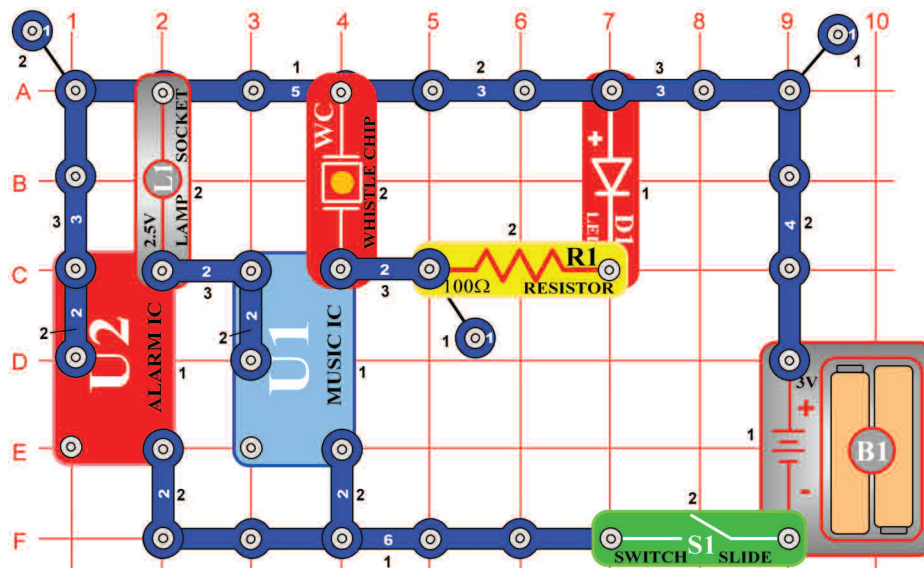 1 2 3 4 5 6 7 8 9 10
1
2
1
1
A
1
5
2
3
3
3
B
L1
2.5V
LAMP SOCKET
2
WC
WHISTLE CHIP
2
+
D1
1
3
3
4
2
C
2
3
2
3
2
R1
100Ω
RESISTOR
2
2
2
2
1
1
D
U2
ALARM IC
1
U1
MUSIC IC
1
3V
+
-
1
B1
E
2
2
2
2
F
6
1
2
S1
SWITCH SLIDE